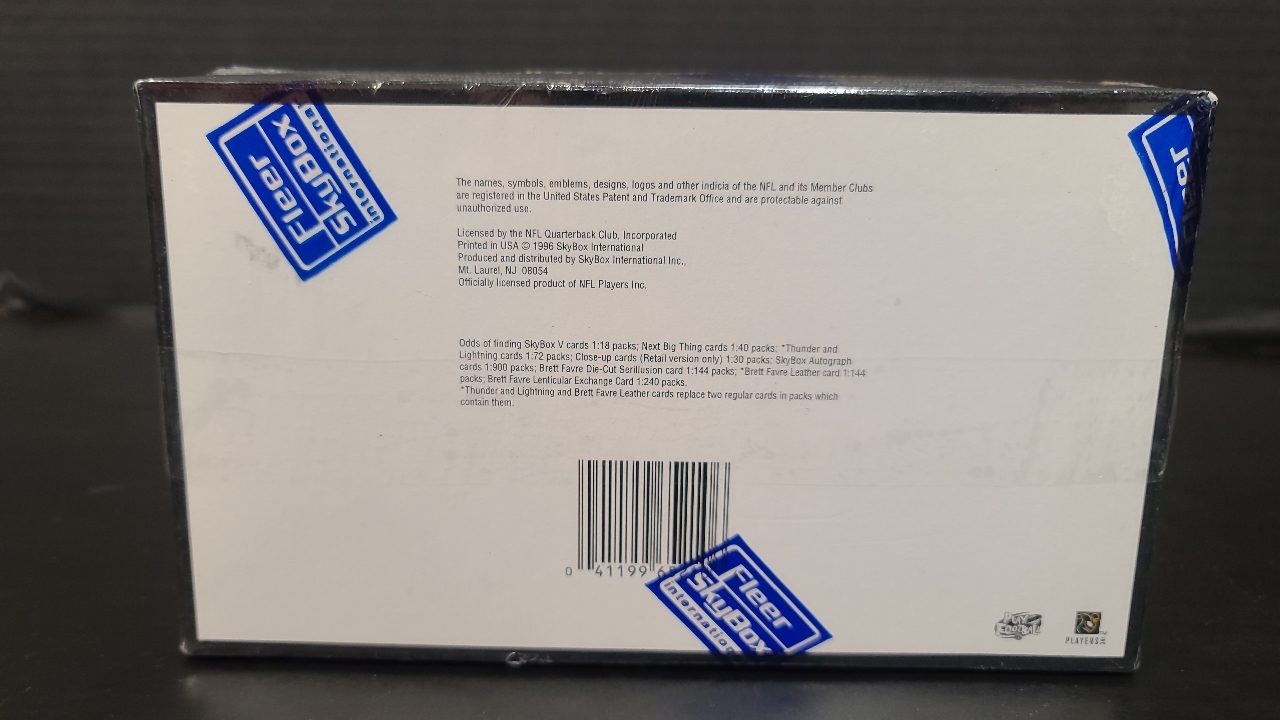 Fleer
SkyBox
international
Fleer
The names, symbols, emblems, designs, logos and other indicia of the NFL and its Member Clubs
are registered in the United States Patent and Trademark Office and are protectable against
unauthorized use.
Licensed by the NFL Quarterback Club, Incorporated
Printed in USA © 1996 SkyBox International
Produced and distributed by SkyBox International Inc.,
Mt. Laurel, NJ 08054
Officially licensed product of NFL Players Inc.
Odds of finding SkyBox V cards 1:18 packs; Next Big Thing cards 1:40 packs; *Thunder and
Lightning cards 1:72 packs; Close-up cards (Retail version only) 1:30 packs; SkyBox Autograph
cards 1:900 packs; Brett Favre Die-Cut Serillusion card 1:144 packs; *Brett Favre Leather card 1:144
packs; Brett Favre Lenticular Exchange Card 1:240 packs.
*Thunder and Lightning and Brett Favre Leather cards replace two regular cards in packs which
contain them.
0 41199 6
Fleer
SkyBox
internatio
PLAY
FOOTBALL
PLAYERS